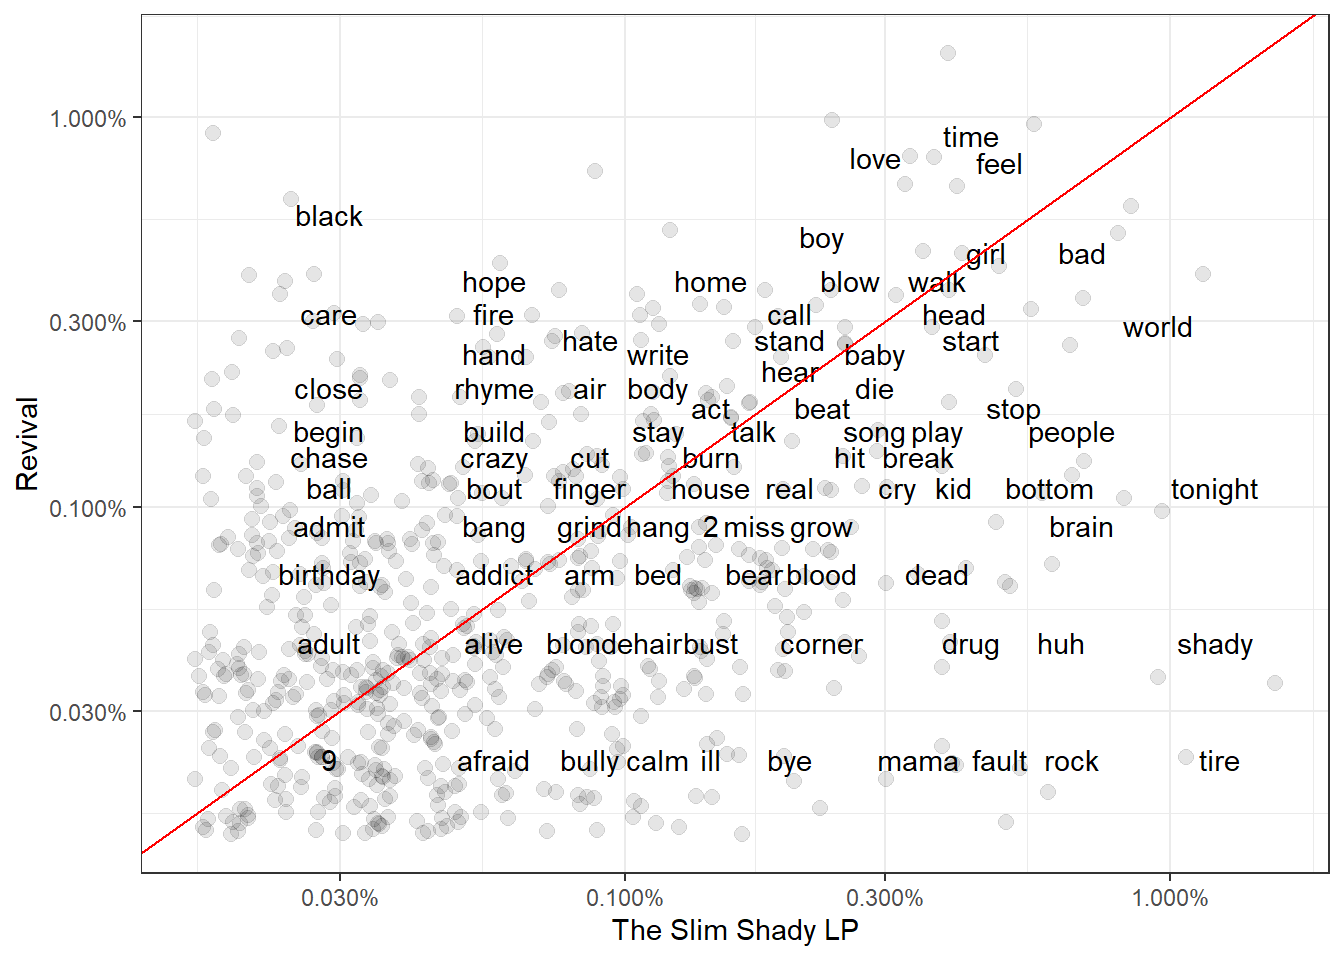 1.000%
time
love
feel
black
boy
girl
bad
hope
home
blow
walk
care
fire
call
head
0.300%
world
hate
stand
start
hand
write
baby
hear
close
rhyme
air
body
die
act
beat
stop
begin
build
stay
talk
song play
people
chase
crazy
cut
burn
hit
break
ball
bout
finger
house
real
cry
kid
bottom
tonight
0.100%
admit
bang
grind hang
2
miss
grow
brain
birthday
addict
arm
bed
bear blood
dead
adult
alive
blonde hair bust
corner
drug
huh
shady
0.030%
9
afraid
bully
calm
ill
bye
mama
fault
rock
tire
Revival
0.030%
0.100%
0.300%
1.000%
The Slim Shady LP